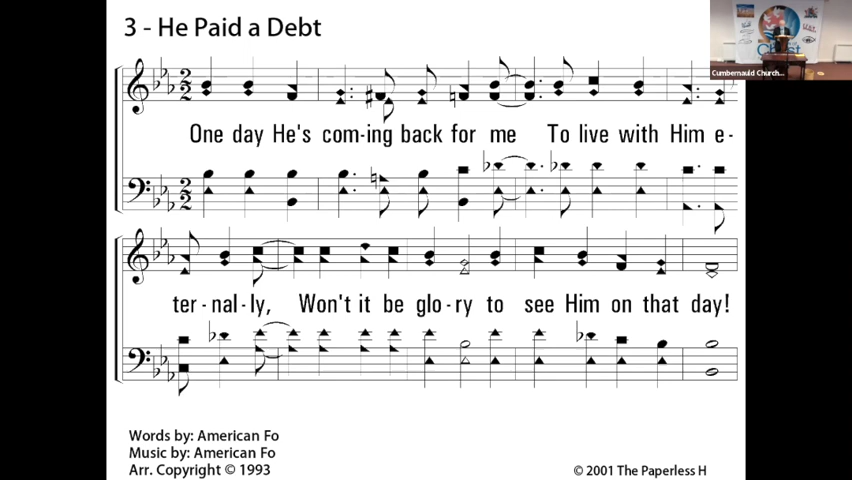 3 - He Paid a Debt
Cumbernauld Church...
One day He's com-ing back for me To live with Him e-
ter-nal-ly, Won't it be glo-ry to see Him on that day!
Words by: American Fo
Music by: American Fo
Arr. Copyright © 1993
© 2001 The Paperless H